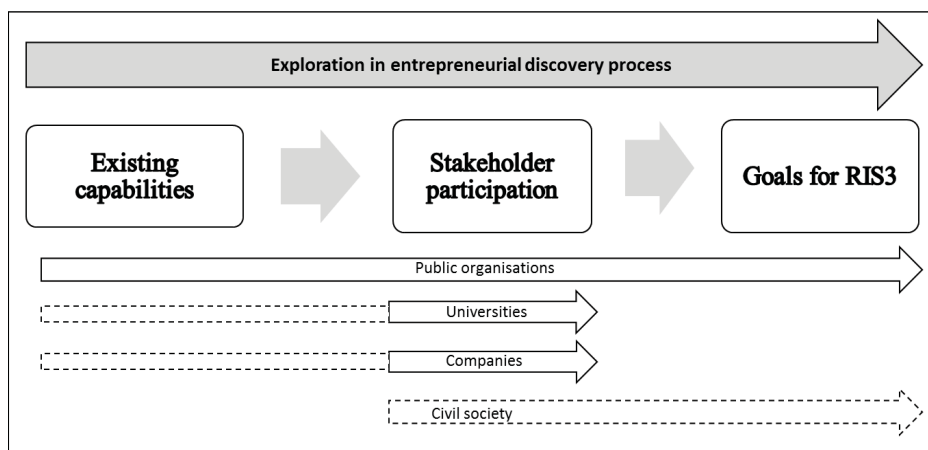 Exploration in entrepreneurial discovery process
Existing
capabilities
Stakeholder
participation
Goals for RIS3
Public organisations
Universities
Companies
Civil society